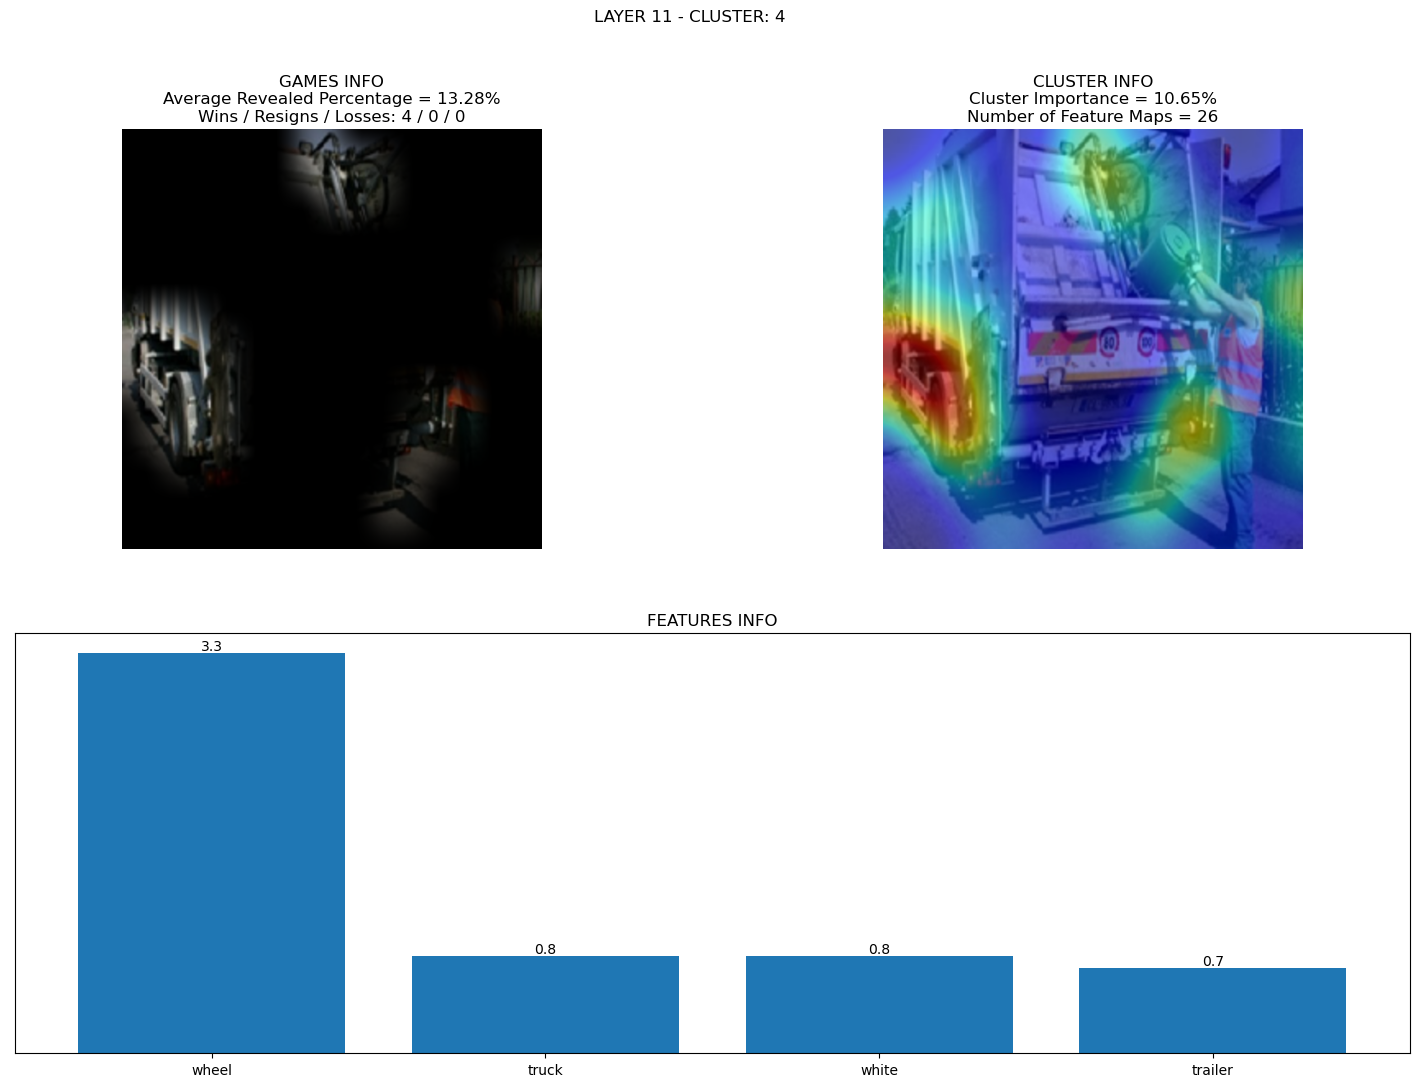 LAYER 11 - CLUSTER: 4
GAMES INFO
Average Revealed Percentage = 13.28%
Wins / Resigns / Losses: 4 / 0 / 0
CLUSTER INFO
Cluster Importance = 10.65%
Number of Feature Maps = 26
FEATURES INFO
3.3
0.8
0.8
0.7
wheel
truck
white
trailer